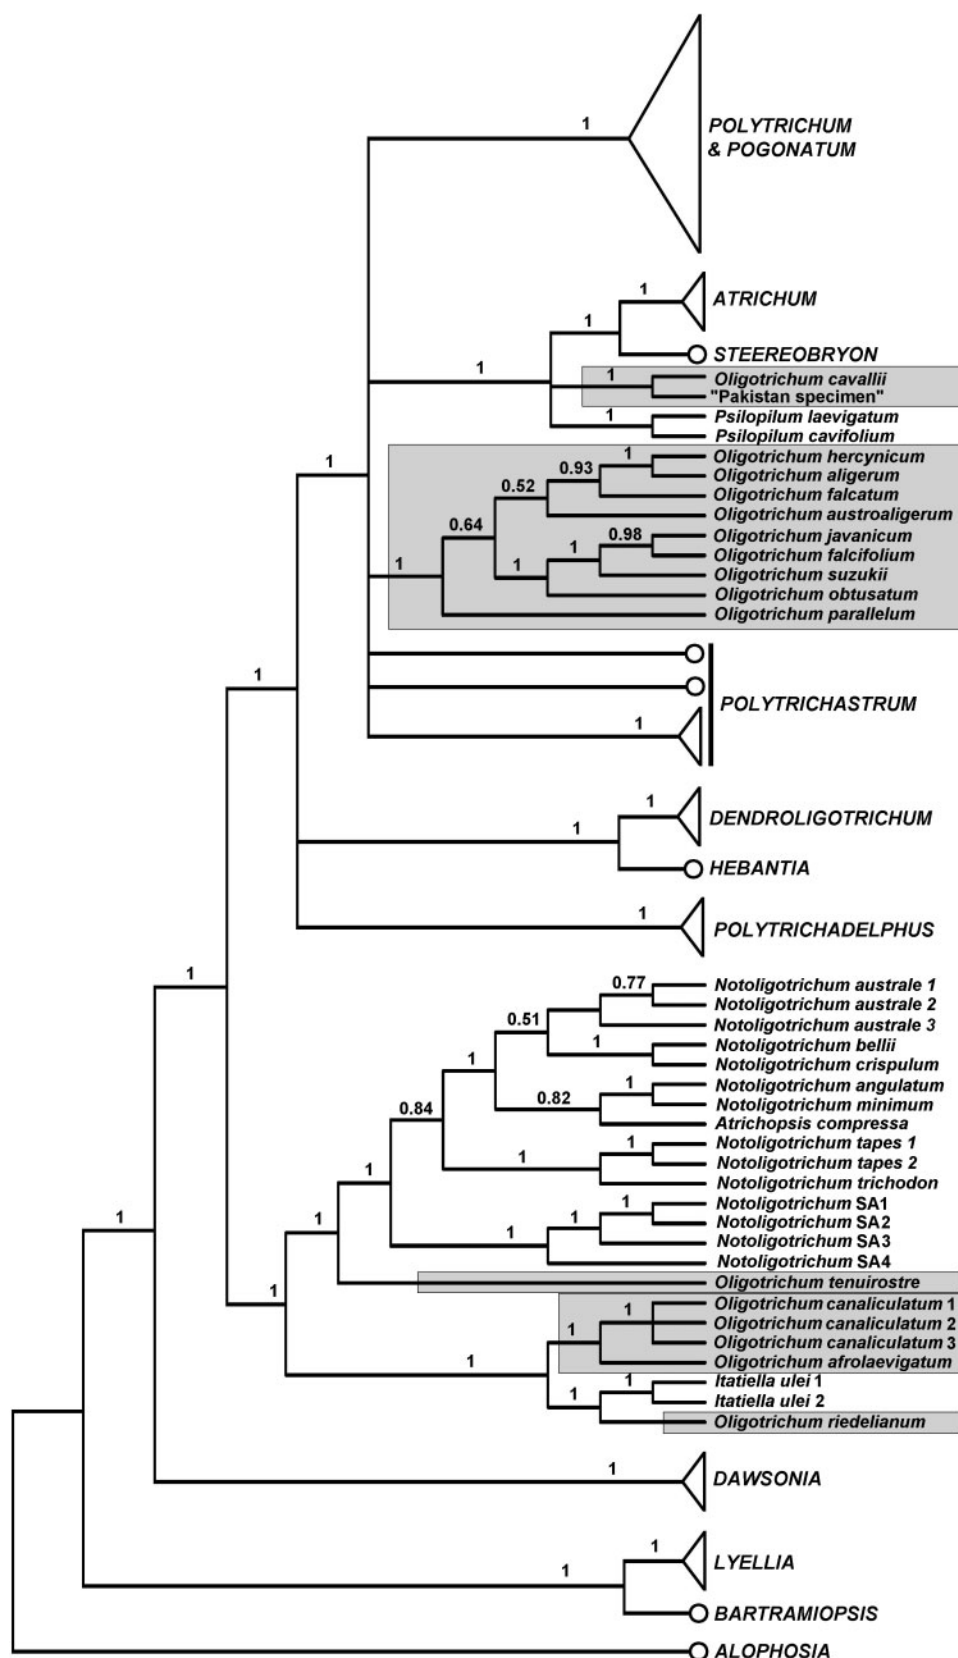 1
POLYTRICHUM
& POGONATUM
1
ATRICHUM
1
STEEREOBRYON
1
1
Oligotrichum cavallii
"Pakistan specimen"
1
Psilopilum laevigatum
Psilopilum cavifolium
1
1
Oligotrichum hercynicum
0.93
Oligotrichum aligerum
0.52
Oligotrichum falcatum
0.64
Oligotrichum austroaligerum
0.98
Oligotrichum javanicum
1
Oligotrichum falcifolium
1
1
Oligotrichum suzukii
Oligotrichum obtusatum
Oligotrichum parallelum
1
POLYTRICHASTRUM
1
1
DENDROLIGOTRICHUM
1
HEBANTIA
1
POLYTRICHADELPHUS
1
0.77
Notoligotrichum australe 1
Notoligotrichum australe 2
0.51
Notoligotrichum australe 3
1
Notoligotrichum bellii
1
Notoligotrichum crispulum
1
Notoligotrichum angulatum
0.82
Notoligotrichum minimum
0.84
Atrichopsis compressa
1
Notoligotrichum tapes 1
1
Notoligotrichum tapes 2
1
Notoligotrichum trichodon
1
Notoligotrichum SA1
1
Notoligotrichum SA2
1
1
Notoligotrichum SA3
Notoligotrichum SA4
Oligotrichum tenuirostre
1
1
Oligotrichum canaliculatum 1
Oligotrichum canaliculatum 2
1
Oligotrichum canaliculatum 3
1
Oligotrichum afrolaevigatum
1
Itatiella ulei 1
1
Itatiella ulei 2
Oligotrichum riedelianum
1
DAWSONIA
1
LYELLIA
1
BARTRAMIOPSIS
ALOPHOSIA